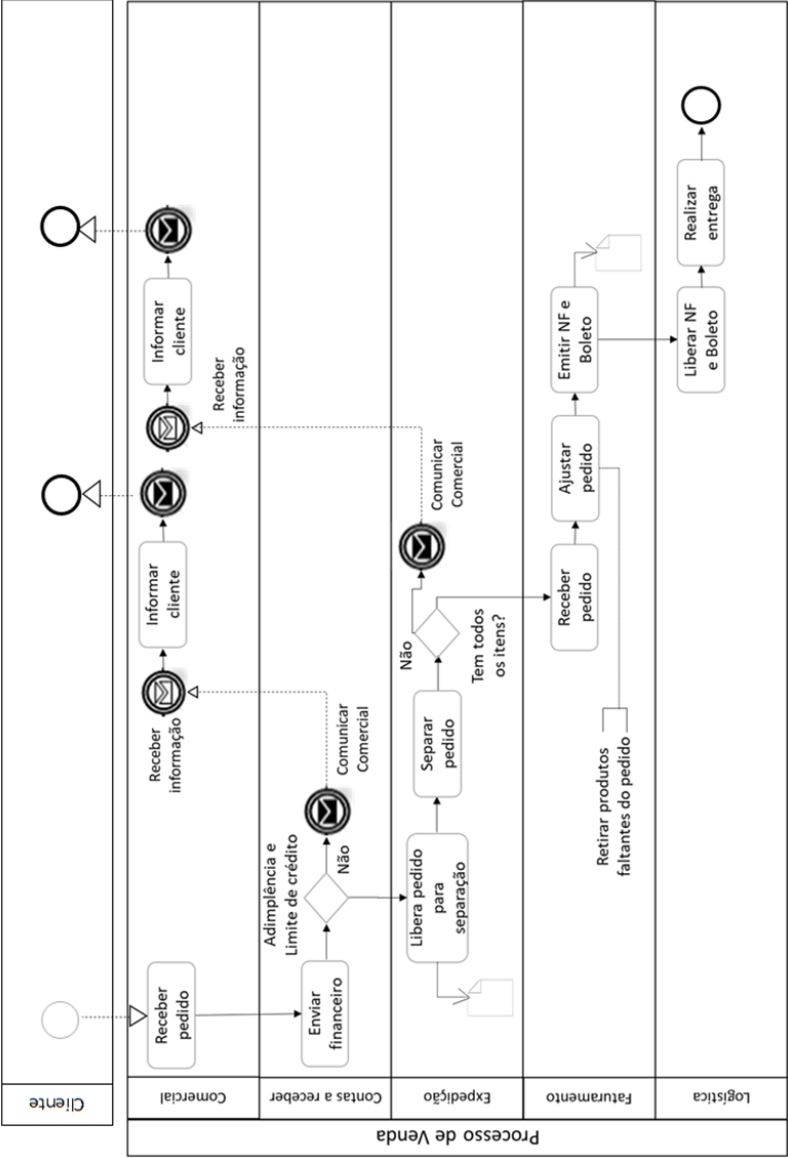 Cliente
Processo de Venda
Comercial
Receber
pedido
Receber
informação
Informar
cliente
Receber
informação
Informar
cliente
Contas a receber
Enviar
financeiro
Adimplência e
Limite de crédito
Não
Comunicar
Comercial
Expedição
Libera pedido
para
separação
Separar
pedido
Não
Tem todos
os itens?
Comunicar
Comercial
Faturamento
Receber
pedido
Ajustar
pedido
Emitir NF e
Boleto
Retirar produtos
faltantes do pedido
Logística
Liberar NF
e Boleto
Realizar
entrega